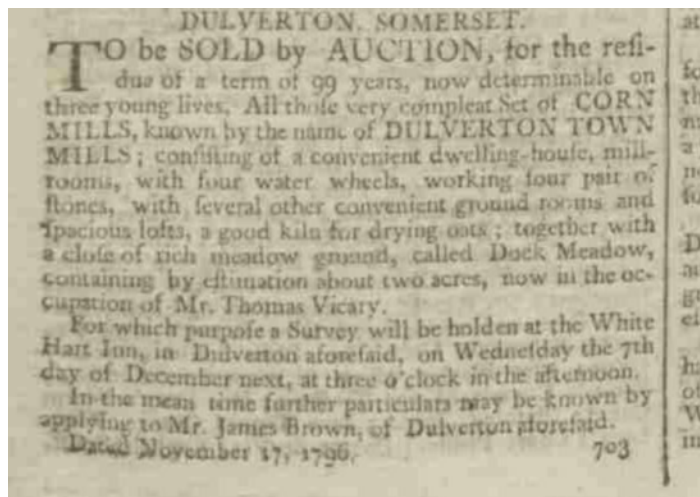 DULVERTON, SOMERSET.
TO be SOLD by AUCTION, for the reſi-
due of a term of 99 years, now determinable on
three young lives, All thoſe very compleat Set of CORN
MILLS, known by the name of DULVERTON TOWN
MILLS; conſiſting of a convenient dwelling-houſe, mill-
rooms, with four water wheels, working four pair of
ſtones, with ſeveral other convenient ground rooms and
ſpacious lofts, a good kiln for drying oats; together with
a cloſe of rich meadow ground, called Dock Meadow,
containing by eſtimation about two acres, now in the oc-
cupation of Mr. Thomas Vicary.
For which purpoſe a Survey will be holden at the White
Hart Inn, in Dulverton aforeſaid, on Wedneſday the 7th
day of December next, at three o'clock in the afternoon.
In the mean time further particulars may be known by
applying to Mr. James Brown, of Dulverton aforeſaid.
Dated November 17, 1796. 703